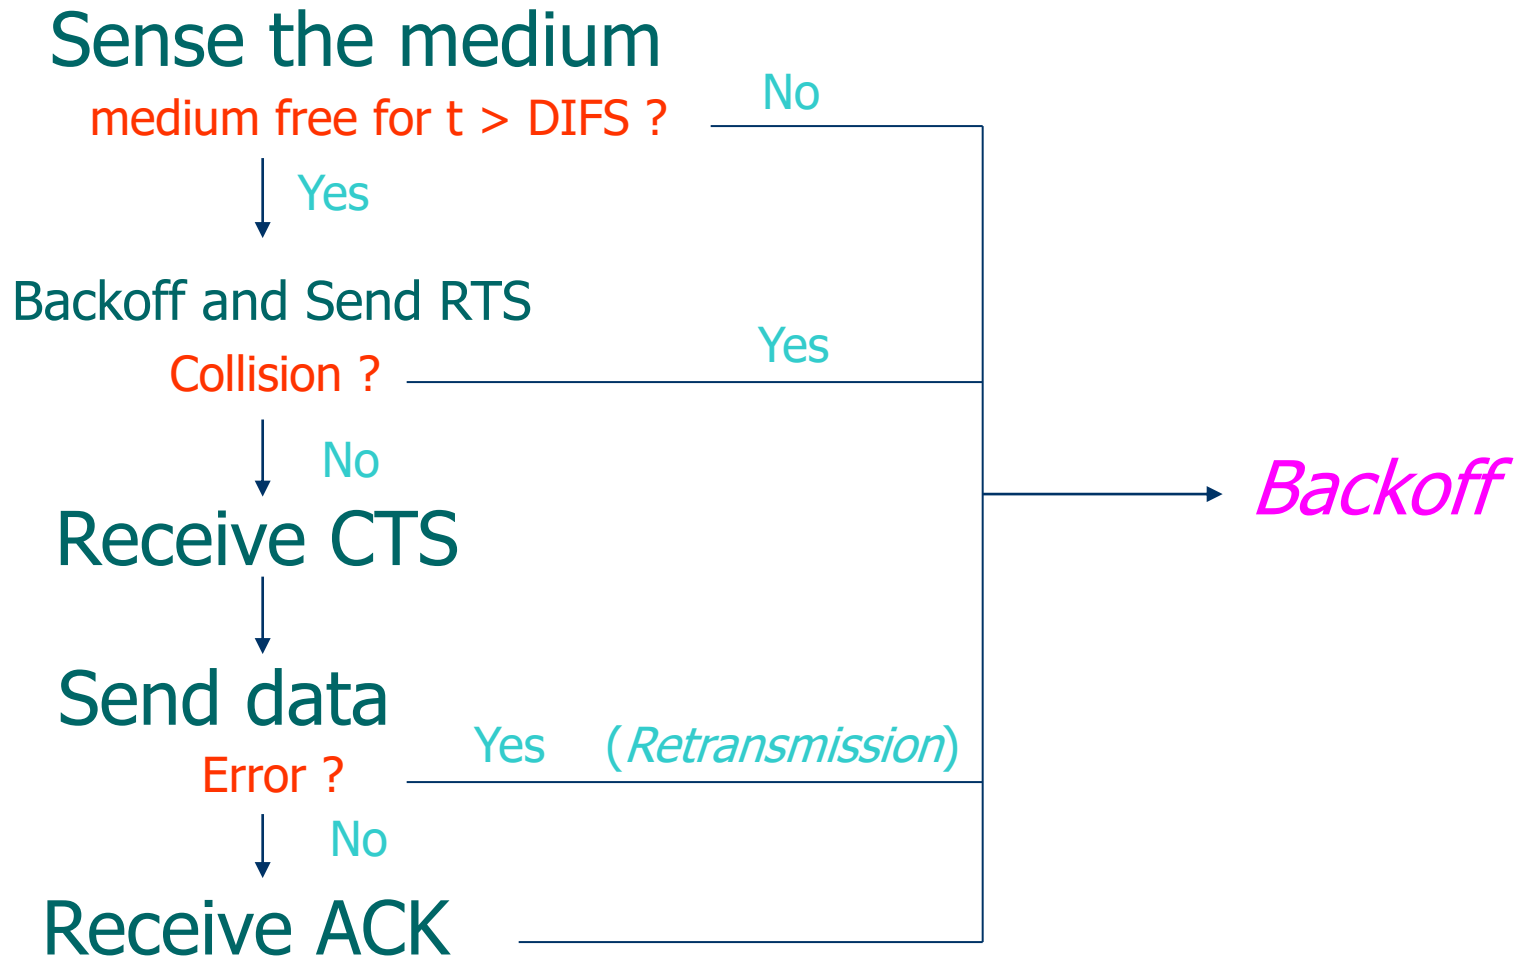 Sense the medium
medium free for t > DIFS ?
No
Yes
Backoff and Send RTS
Collision ?
Yes
No
Receive CTS
Backoff
Send data
Error ?
Yes (Retransmission)
No
Receive ACK